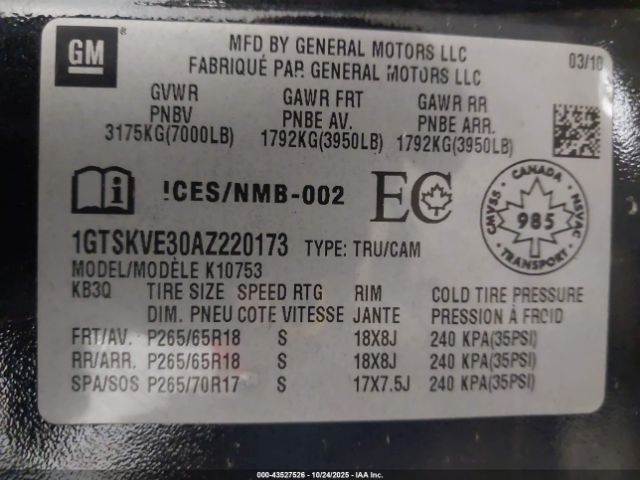 GM
MFD BY GENERAL MOTORS LLC
FABRIQUÉ PAR GENERAL MOTORS LLC
03/10
GVWR GAWR FRT GAWR RR
PNBV PNBE AV. PNBE ARR.
3175KG(7000LB) 1792KG(3950LB) 1792KG(3950LB)
i ICES/NMB-002 EC
CMVSS NSVAC
CANADA
985
TRANSPORT
1GTSKVE30AZ220173 TYPE: TRU/CAM
MODEL/MODÈLE K10753
KB3Q TIRE SIZE SPEED RTG RIM COLD TIRE PRESSURE
DIM. PNEU COTE VITESSE JANTE PRESSION À FROID
FRT/AV. P265/65R18 S 18X8J 240 KPA(35PSI)
RR/ARR. P265/65R18 S 18X8J 240 KPA(35PSI)
SPA/SOS P265/70R17 S 17X7.5J 240 KPA(35PSI)
000-43527526 - 10/24/2025 - IAA Inc.